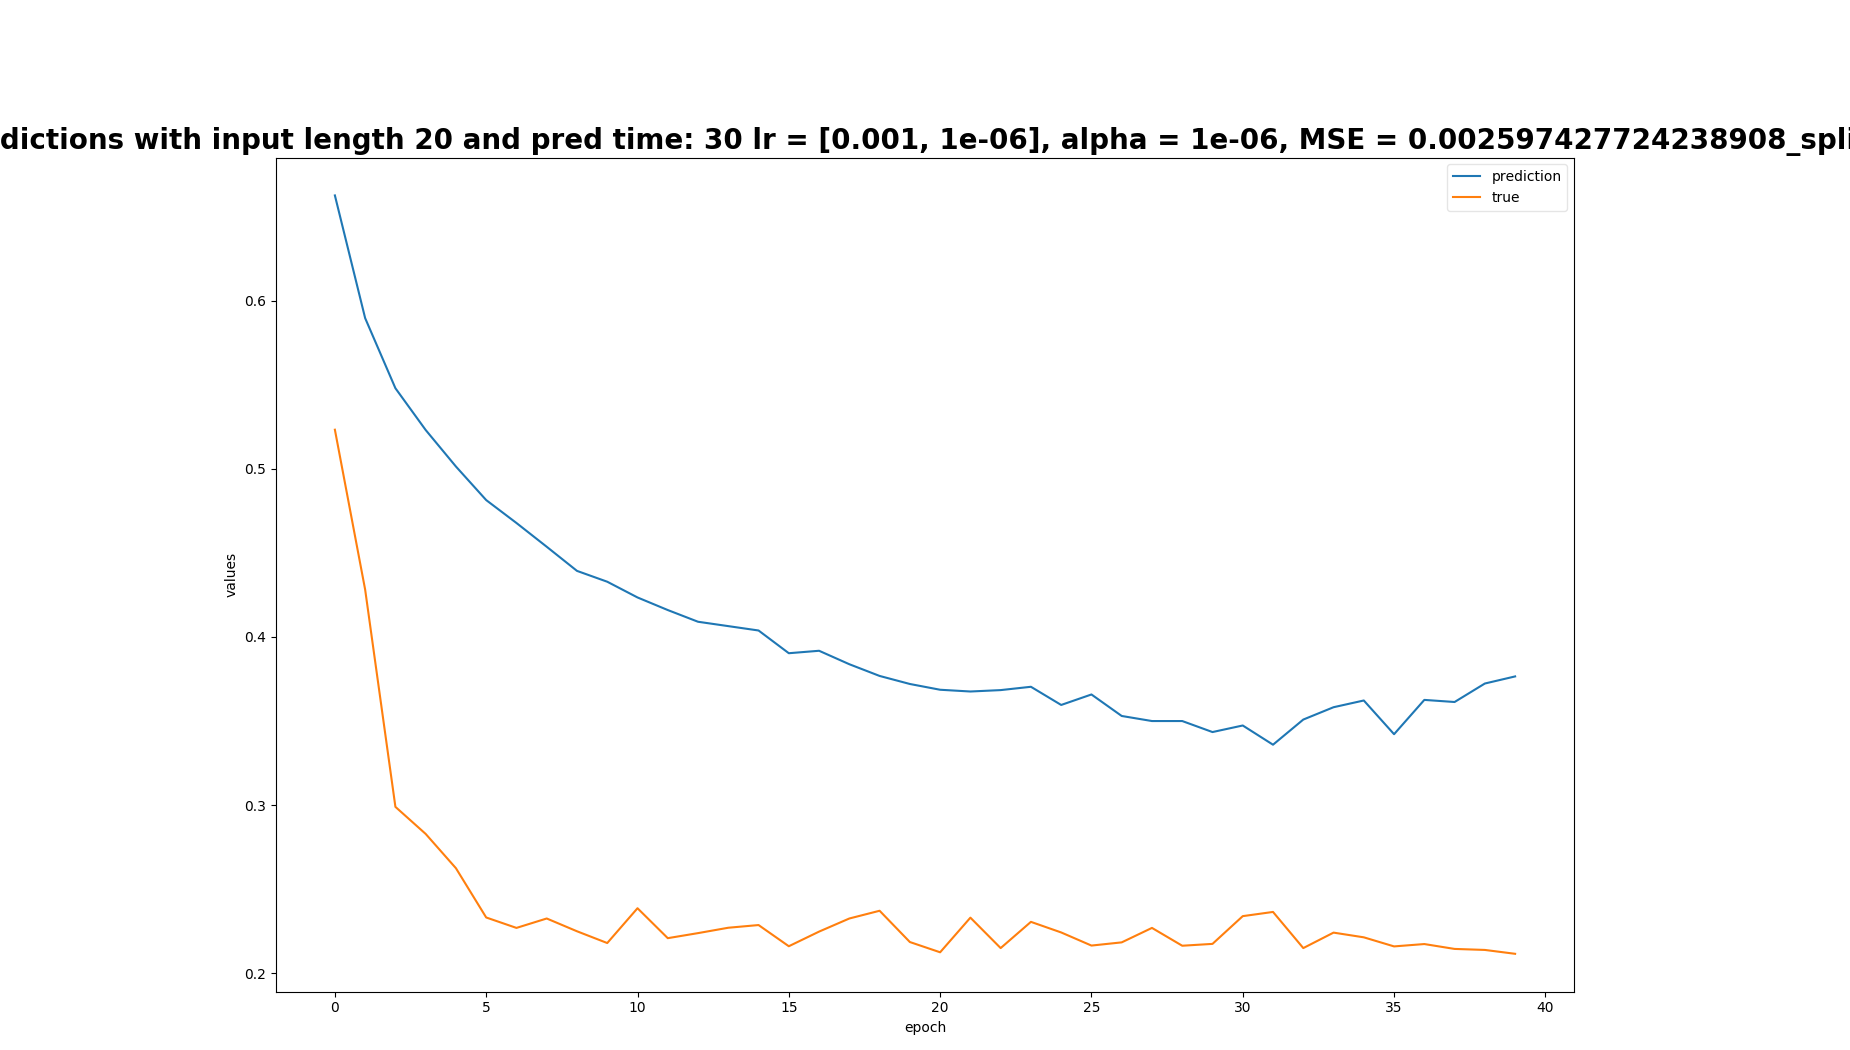 dictions with input length 20 and pred time: 30 lr = [0.001, 1e-06], alpha = 1e-06, MSE = 0.002597427724238908_spli
prediction
true
0.6
0.5
0.4
0.3
0.2
values
0 5 10 15 20 25 30 35 40
epoch